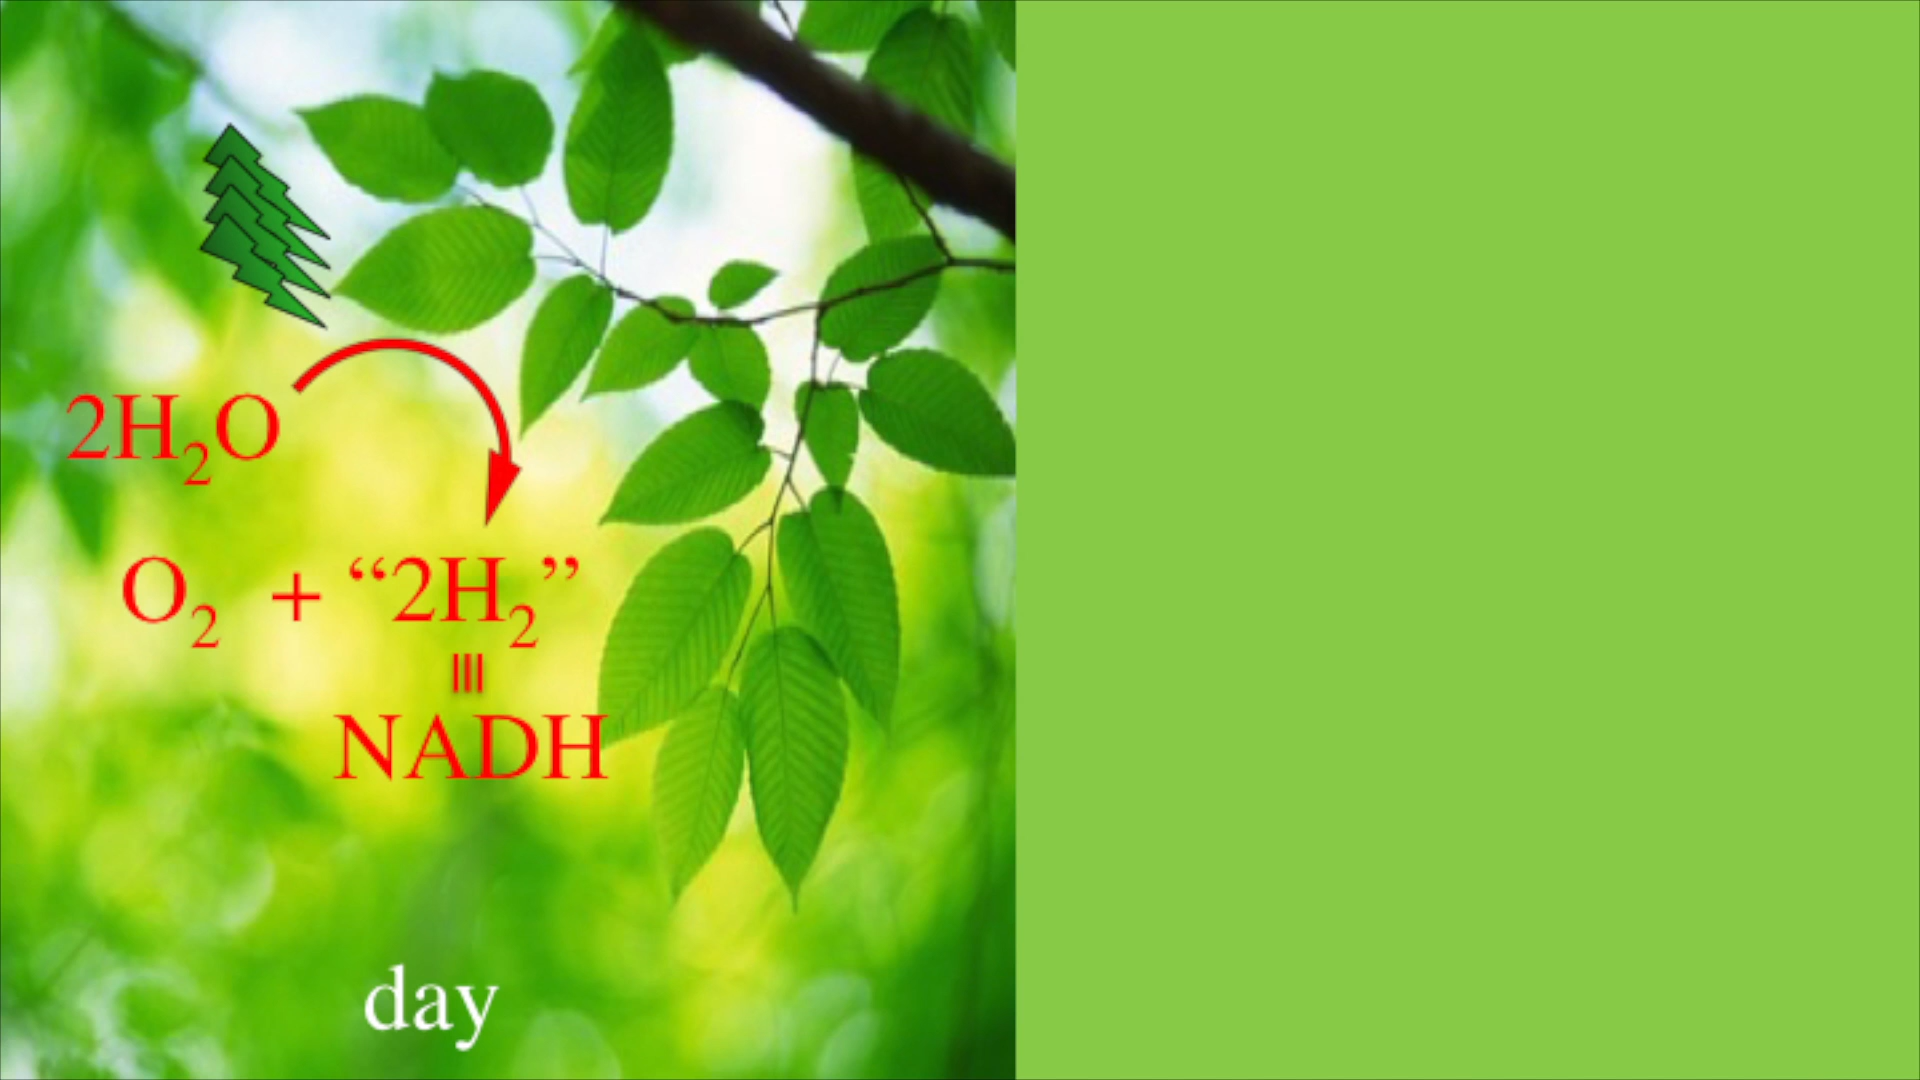 2H₂O
O₂ + “2H₂”
≡
NADH
day